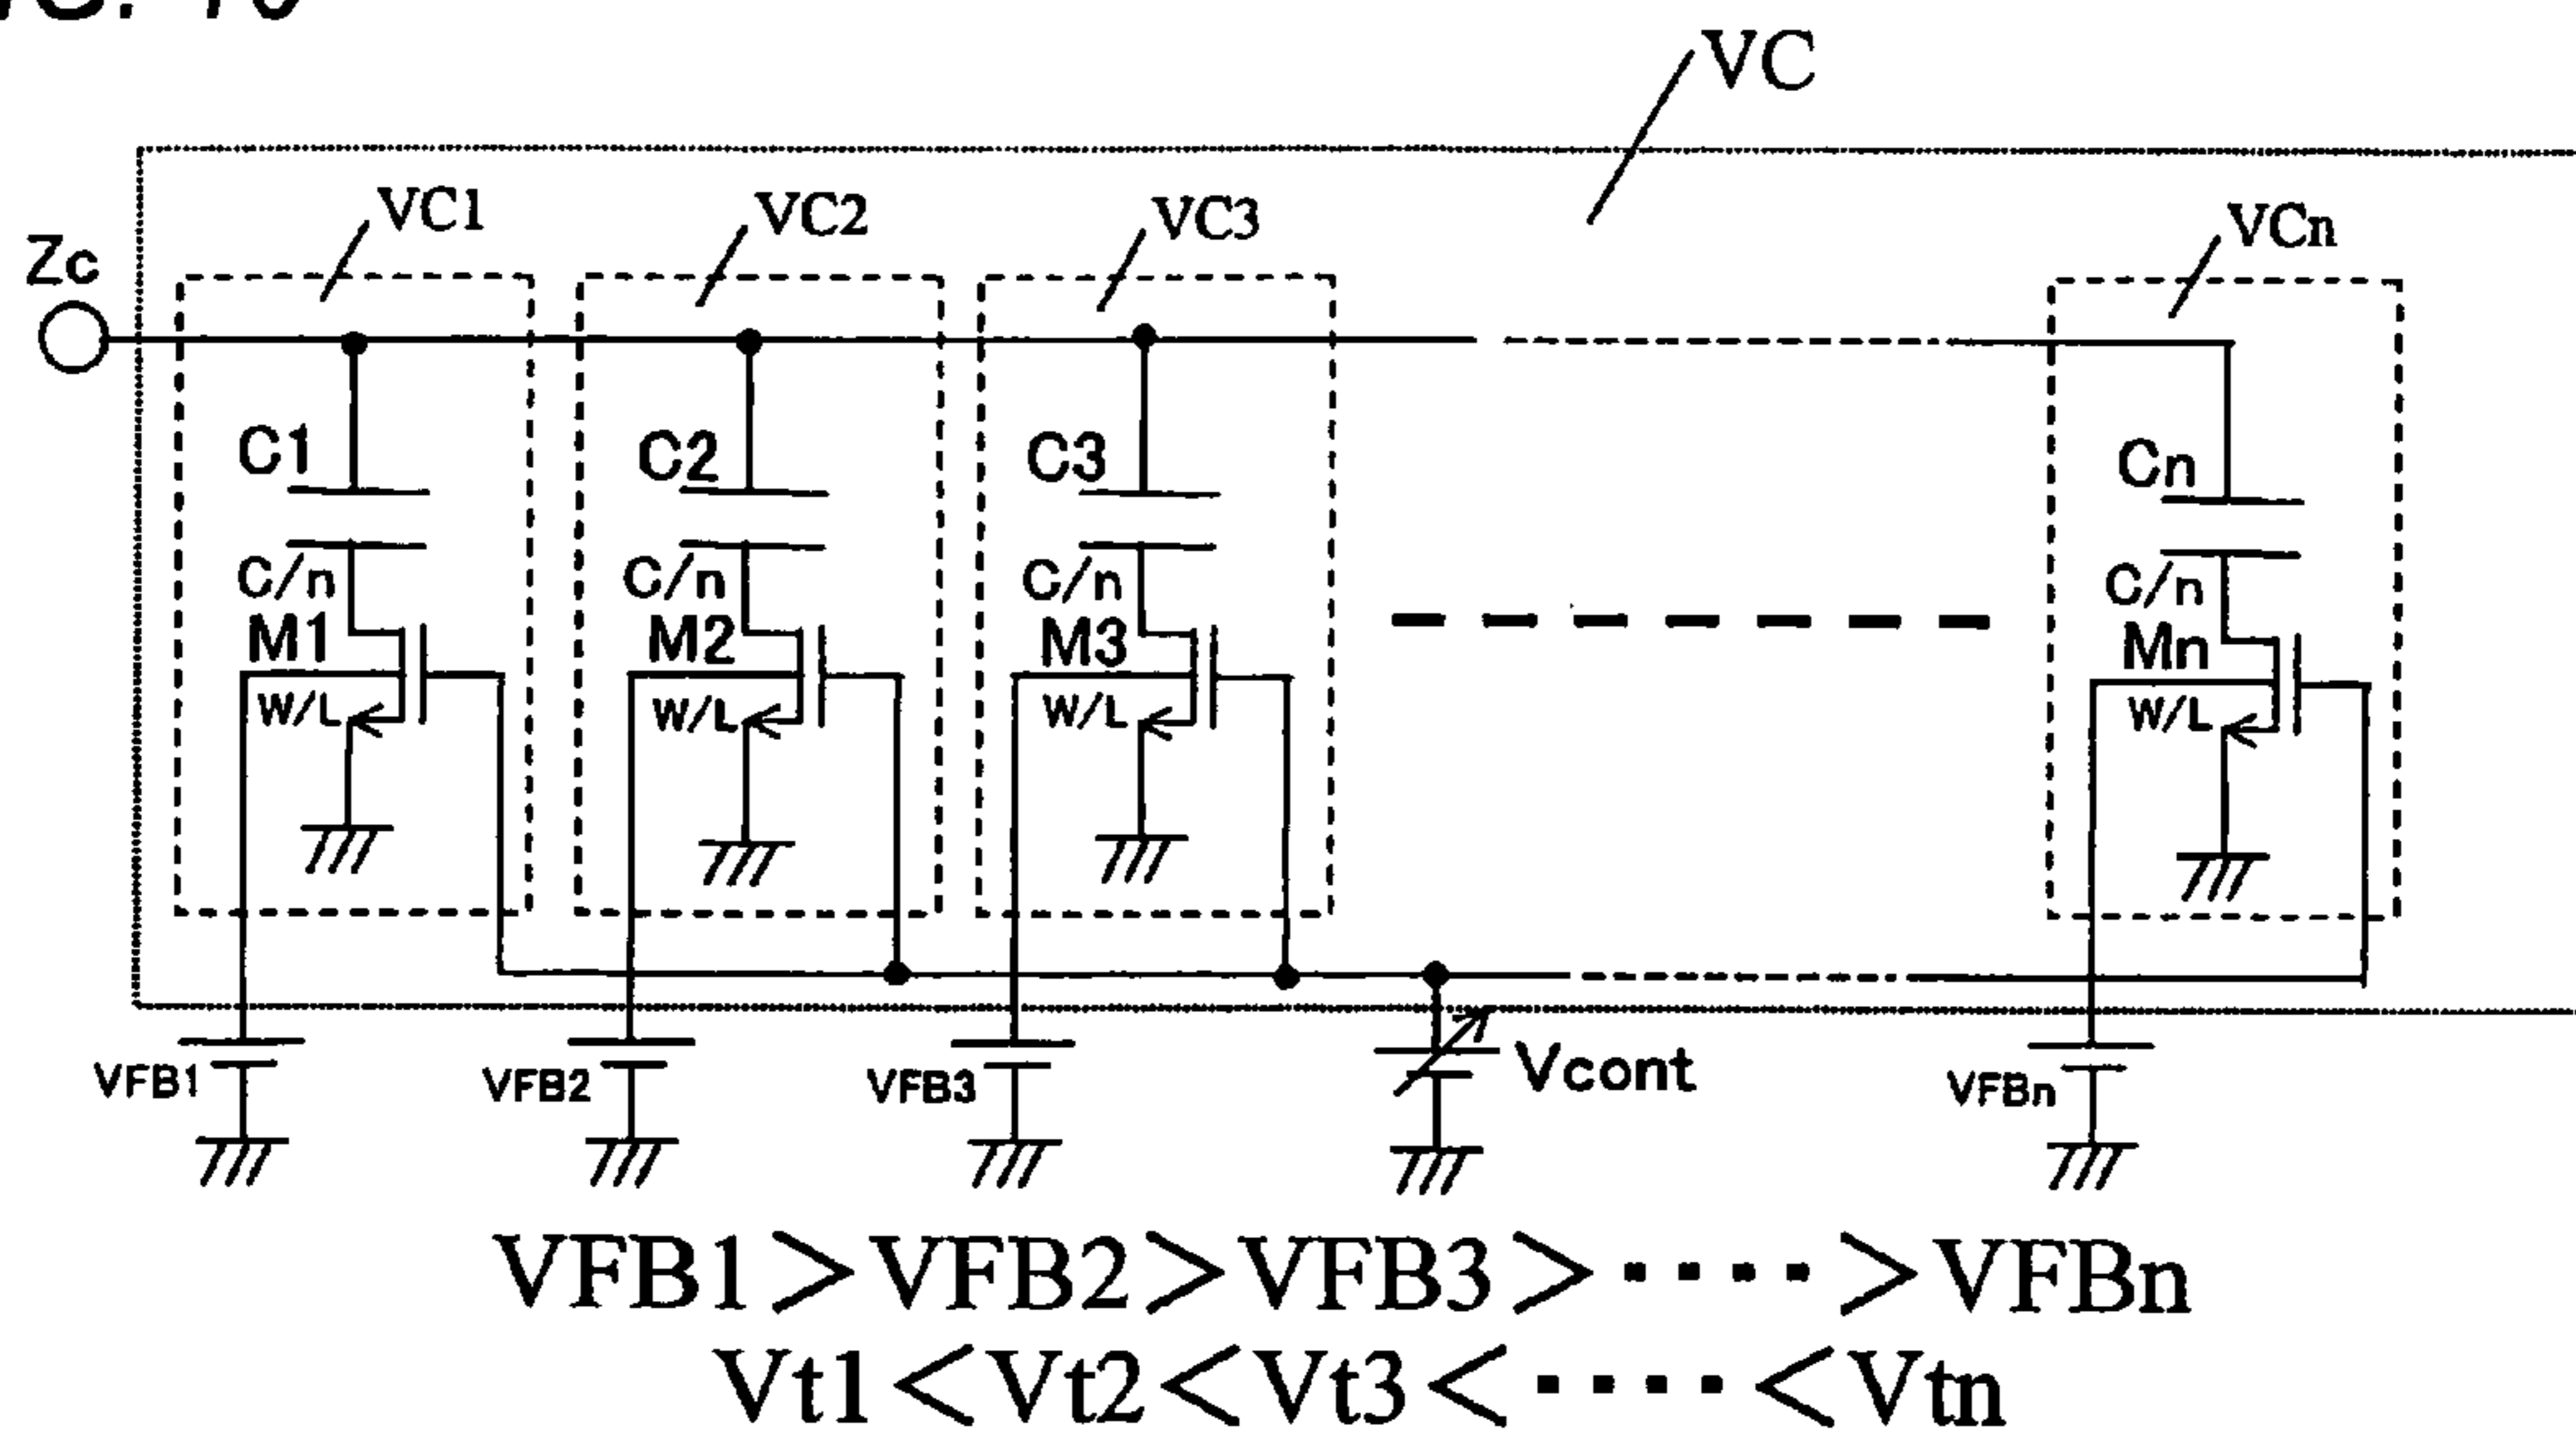 VC
VC1 VC2 VC3 VCn
Zc
C1 C2 C3 Cn
C/n C/n C/n C/n
M1 M2 M3 Mn
W/L W/L W/L W/L
VFB1 VFB2 VFB3 Vcont VFBn
VFB1>VFB2>VFB3>････>VFBn
Vt1<Vt2<Vt3<････<Vtn